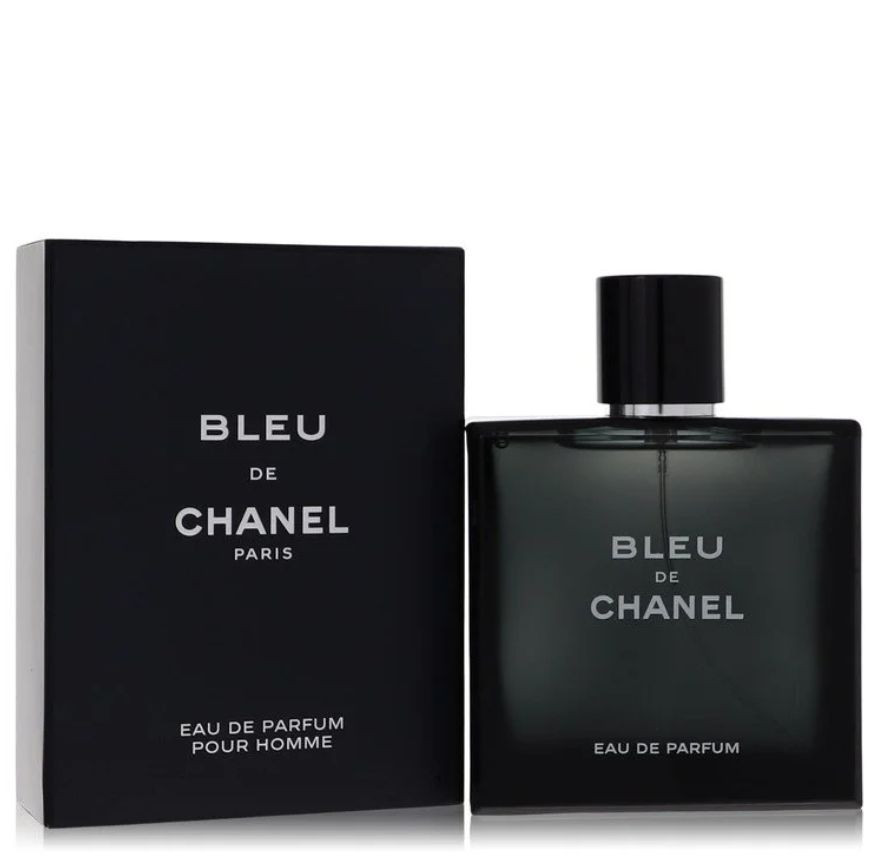 BLEU
DE
CHANEL
PARIS
EAU DE PARFUM
POUR HOMME
BLEU
DE
CHANEL
EAU DE PARFUM